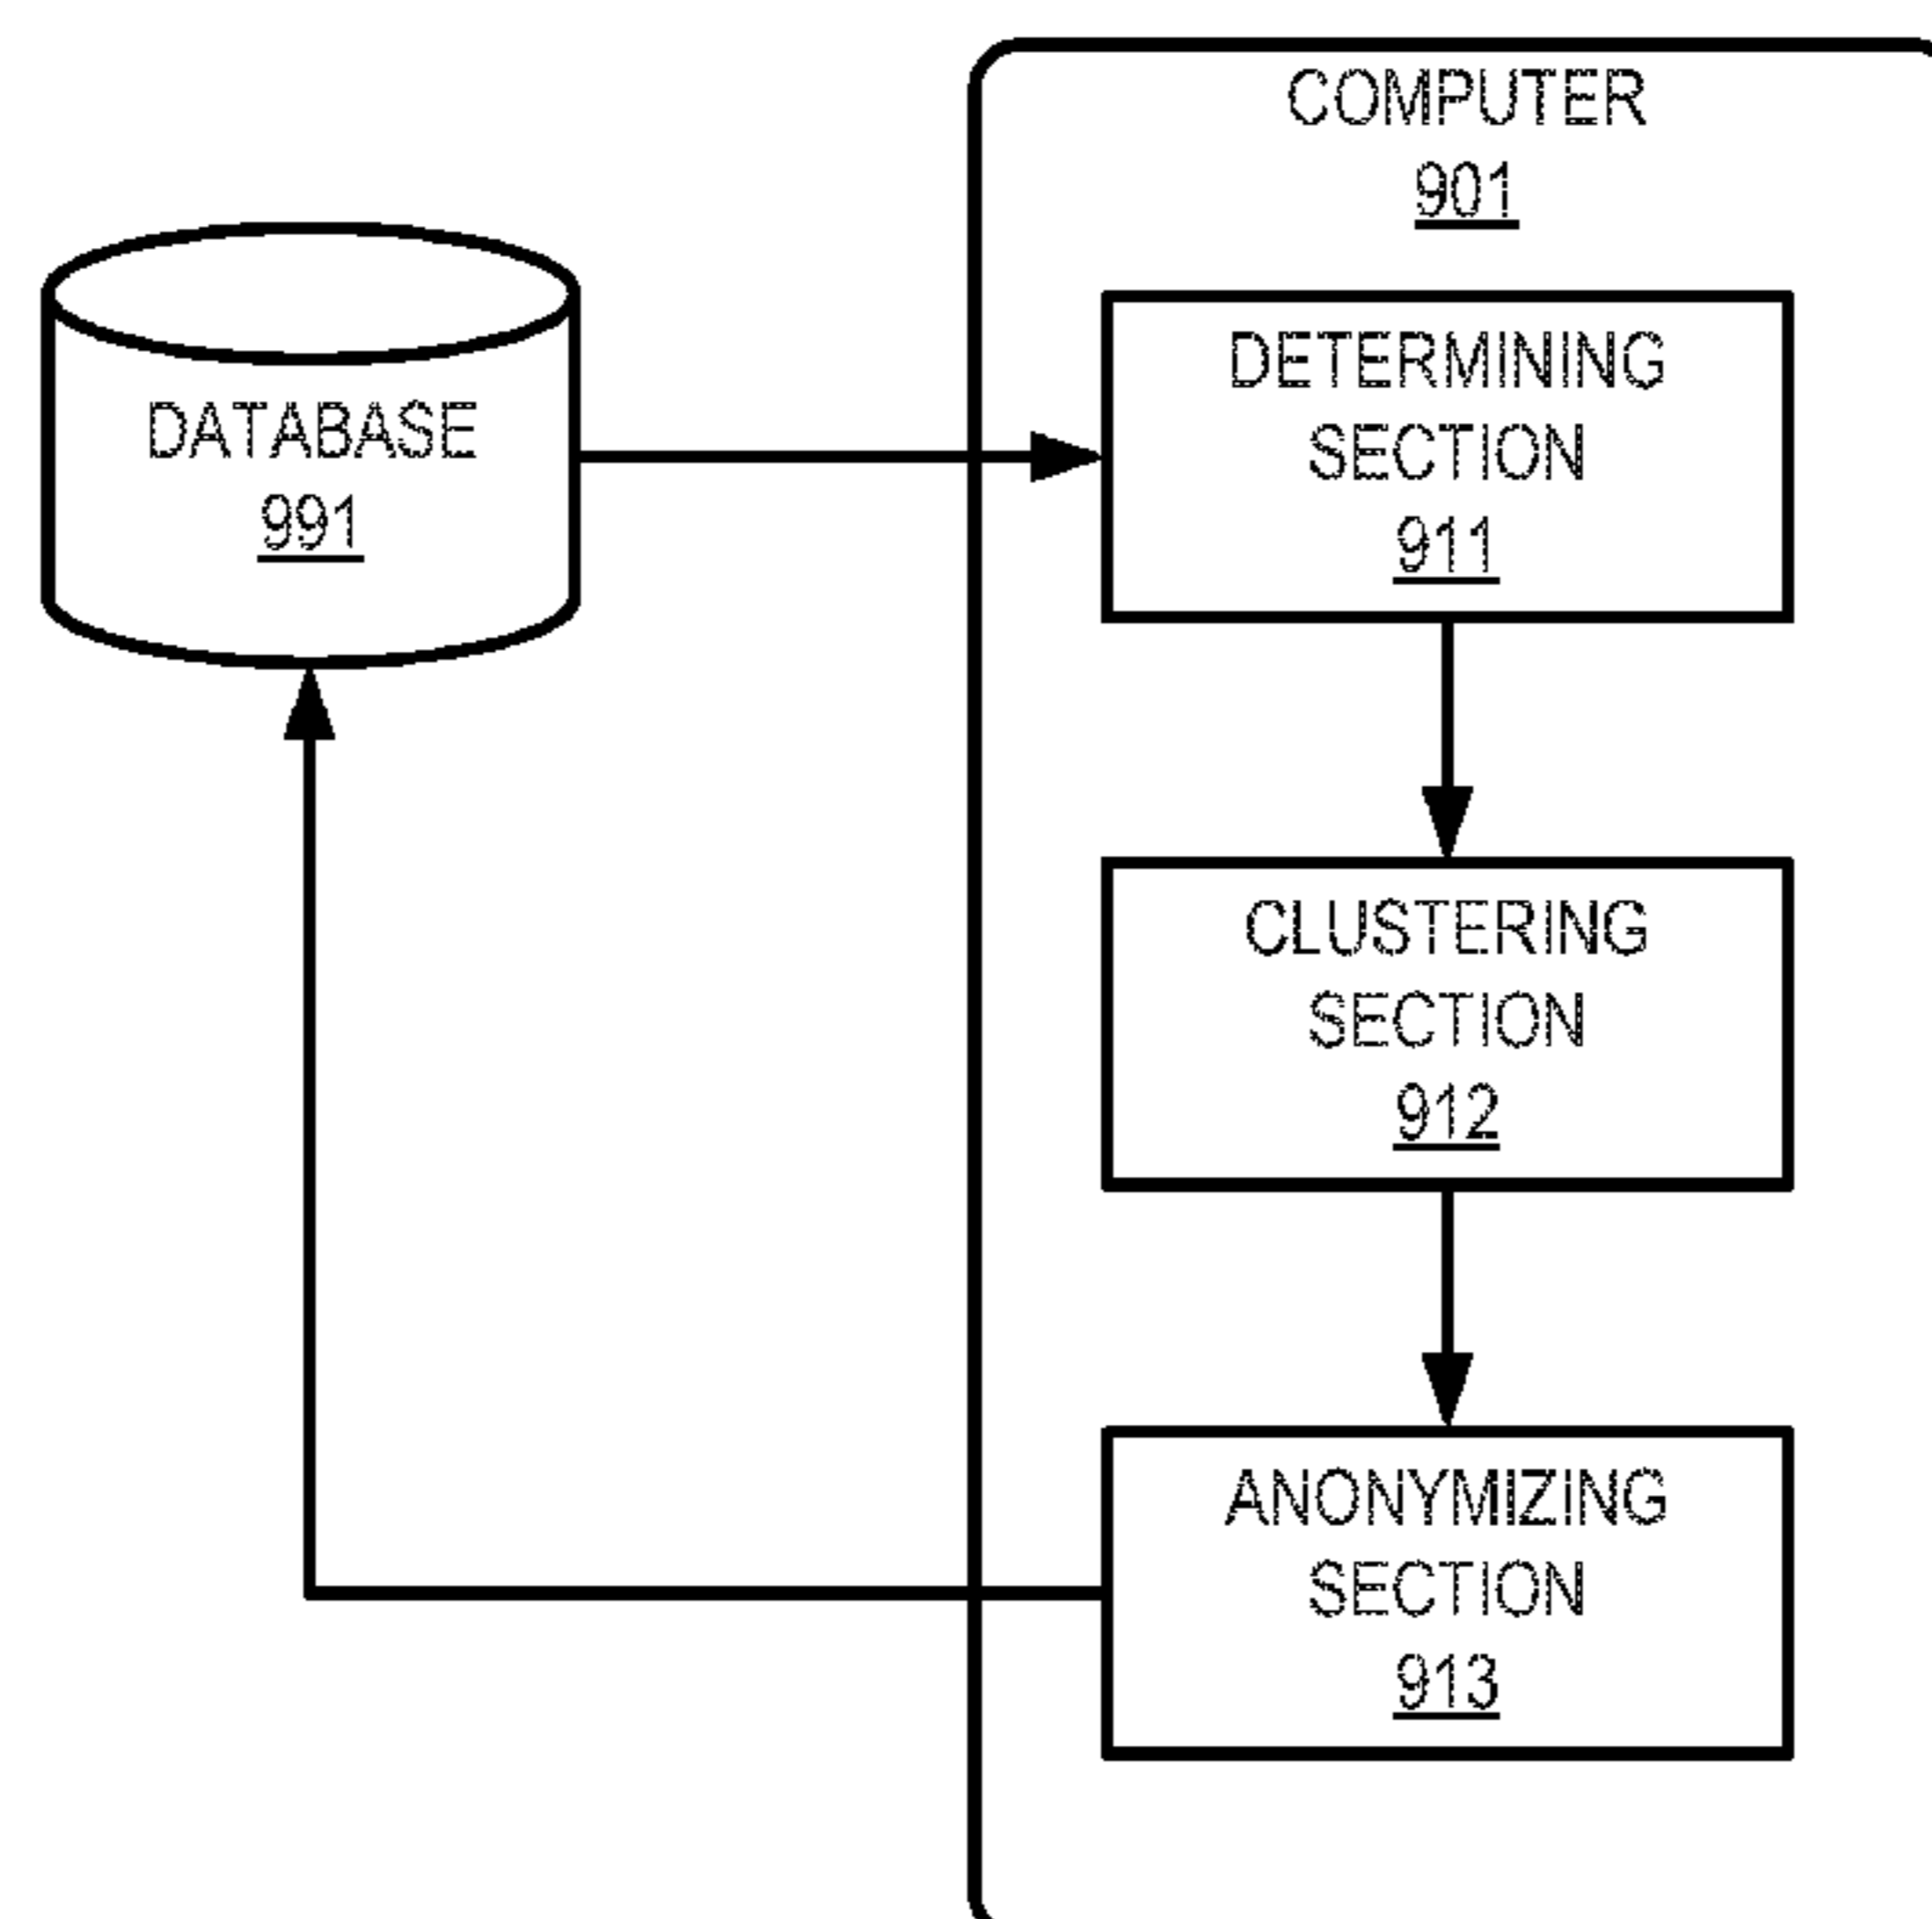 COMPUTER
901
DATABASE
991
DETERMINING
SECTION
911
CLUSTERING
SECTION
912
ANONYMIZING
SECTION
913